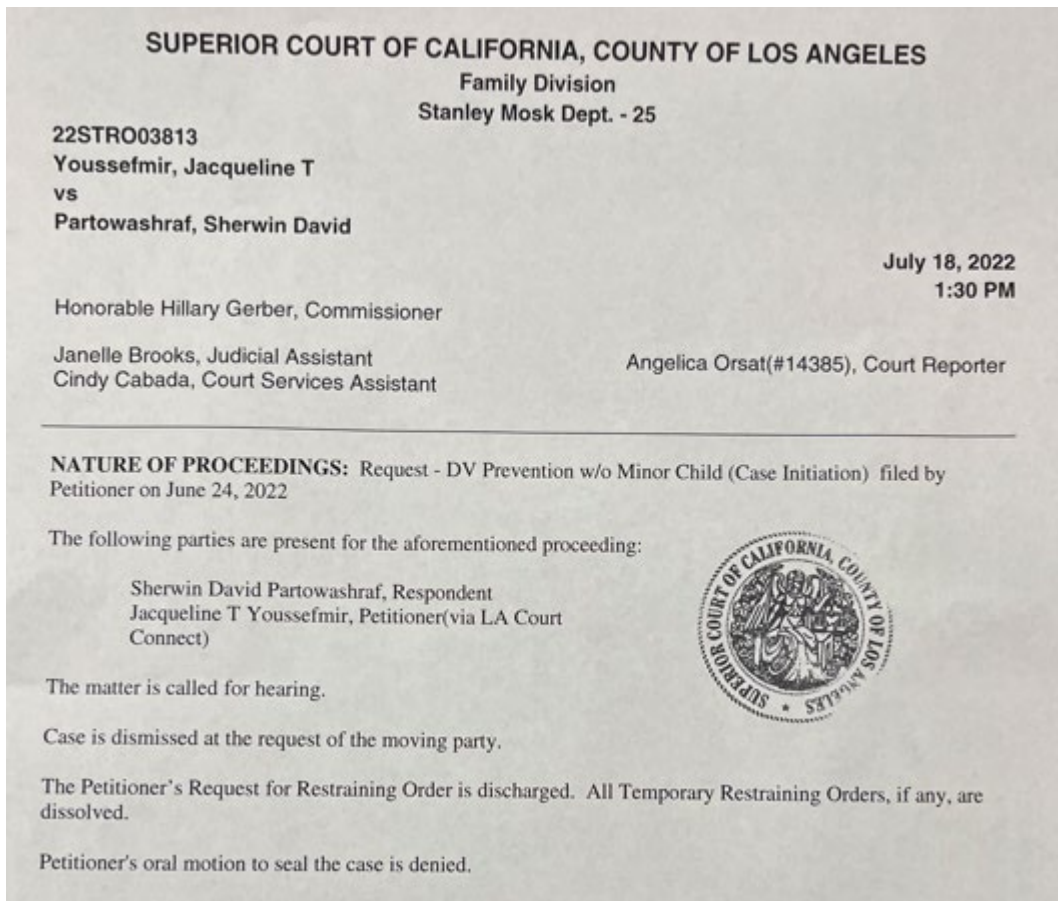 SUPERIOR COURT OF CALIFORNIA, COUNTY OF LOS ANGELES
Family Division
Stanley Mosk Dept. - 25
22STRO03813
Youssefmir, Jacqueline T
vs
Partowashraf, Sherwin David
July 18, 2022
1:30 PM
Honorable Hillary Gerber, Commissioner
Janelle Brooks, Judicial Assistant
Cindy Cabada, Court Services Assistant
Angelica Orsat(#14385), Court Reporter
NATURE OF PROCEEDINGS: Request - DV Prevention w/o Minor Child (Case Initiation) filed by
Petitioner on June 24, 2022
The following parties are present for the aforementioned proceeding:
Sherwin David Partowashraf, Respondent
Jacqueline T Youssefmir, Petitioner(via LA Court
Connect)
SUPERIOR COURT OF CALIFORNIA, COUNTY OF LOS ANGELES
The matter is called for hearing.
Case is dismissed at the request of the moving party.
The Petitioner's Request for Restraining Order is discharged. All Temporary Restraining Orders, if any, are
dissolved.
Petitioner's oral motion to seal the case is denied.